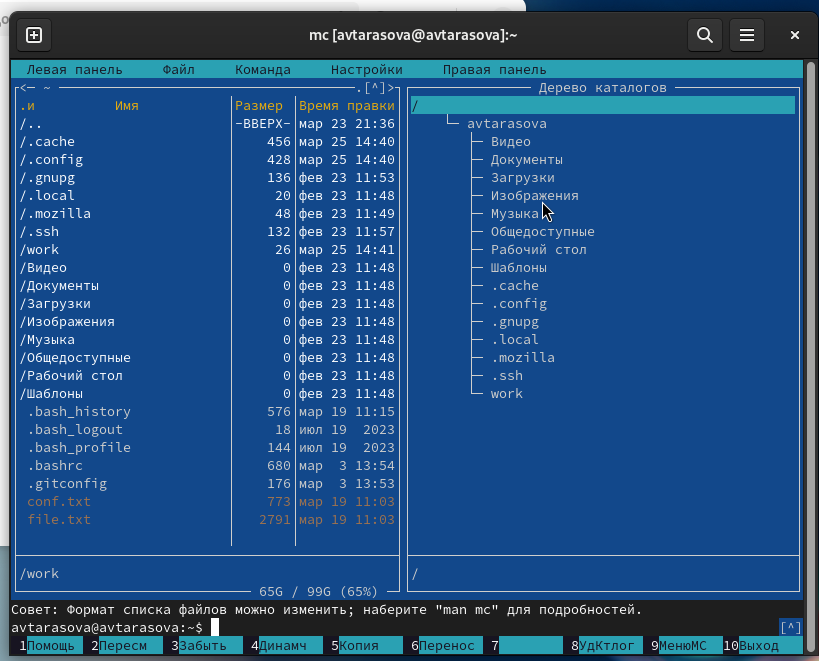 mc [avtarasova@avtarasova]:~
Левая панель Файл Команда Настройки Правая панель
<— ~ .[^]>
.и Имя Размер Время правки
/.. -ВВЕРХ- мар 23 21:36
/.cache 456 мар 25 14:40
/.config 428 мар 25 14:40
/.gnupg 136 фев 23 11:53
/.local 20 фев 23 11:48
/.mozilla 48 фев 23 11:49
/.ssh 132 фев 23 11:57
/work 26 мар 25 14:41
/Видео 0 фев 23 11:48
/Документы 0 фев 23 11:48
/Загрузки 0 фев 23 11:48
/Изображения 0 фев 23 11:48
/Музыка 0 фев 23 11:48
/Общедоступные 0 фев 23 11:48
/Рабочий стол 0 фев 23 11:48
/Шаблоны 0 фев 23 11:48
.bash_history 576 мар 19 11:15
.bash_logout 18 июл 19 2023
.bash_profile 144 июл 19 2023
.bashrc 680 мар 3 13:54
.gitconfig 176 мар 3 13:53
conf.txt 773 мар 19 11:03
file.txt 2791 мар 19 11:03
/work
65G / 99G (65%)
Дерево каталогов
/
avtarasova
Видео
Документы
Загрузки
Изображения
Музыка
Общедоступные
Рабочий стол
Шаблоны
.cache
.config
.gnupg
.local
.mozilla
.ssh
work
/
Совет: Формат списка файлов можно изменить; наберите "man mc" для подробностей.
avtarasova@avtarasova:~$ [^]
1Помощь 2Пересм 3Забыть 4Динамч 5Копия 6Перенос 7 8УдКтлог 9МенюMC 10Выход